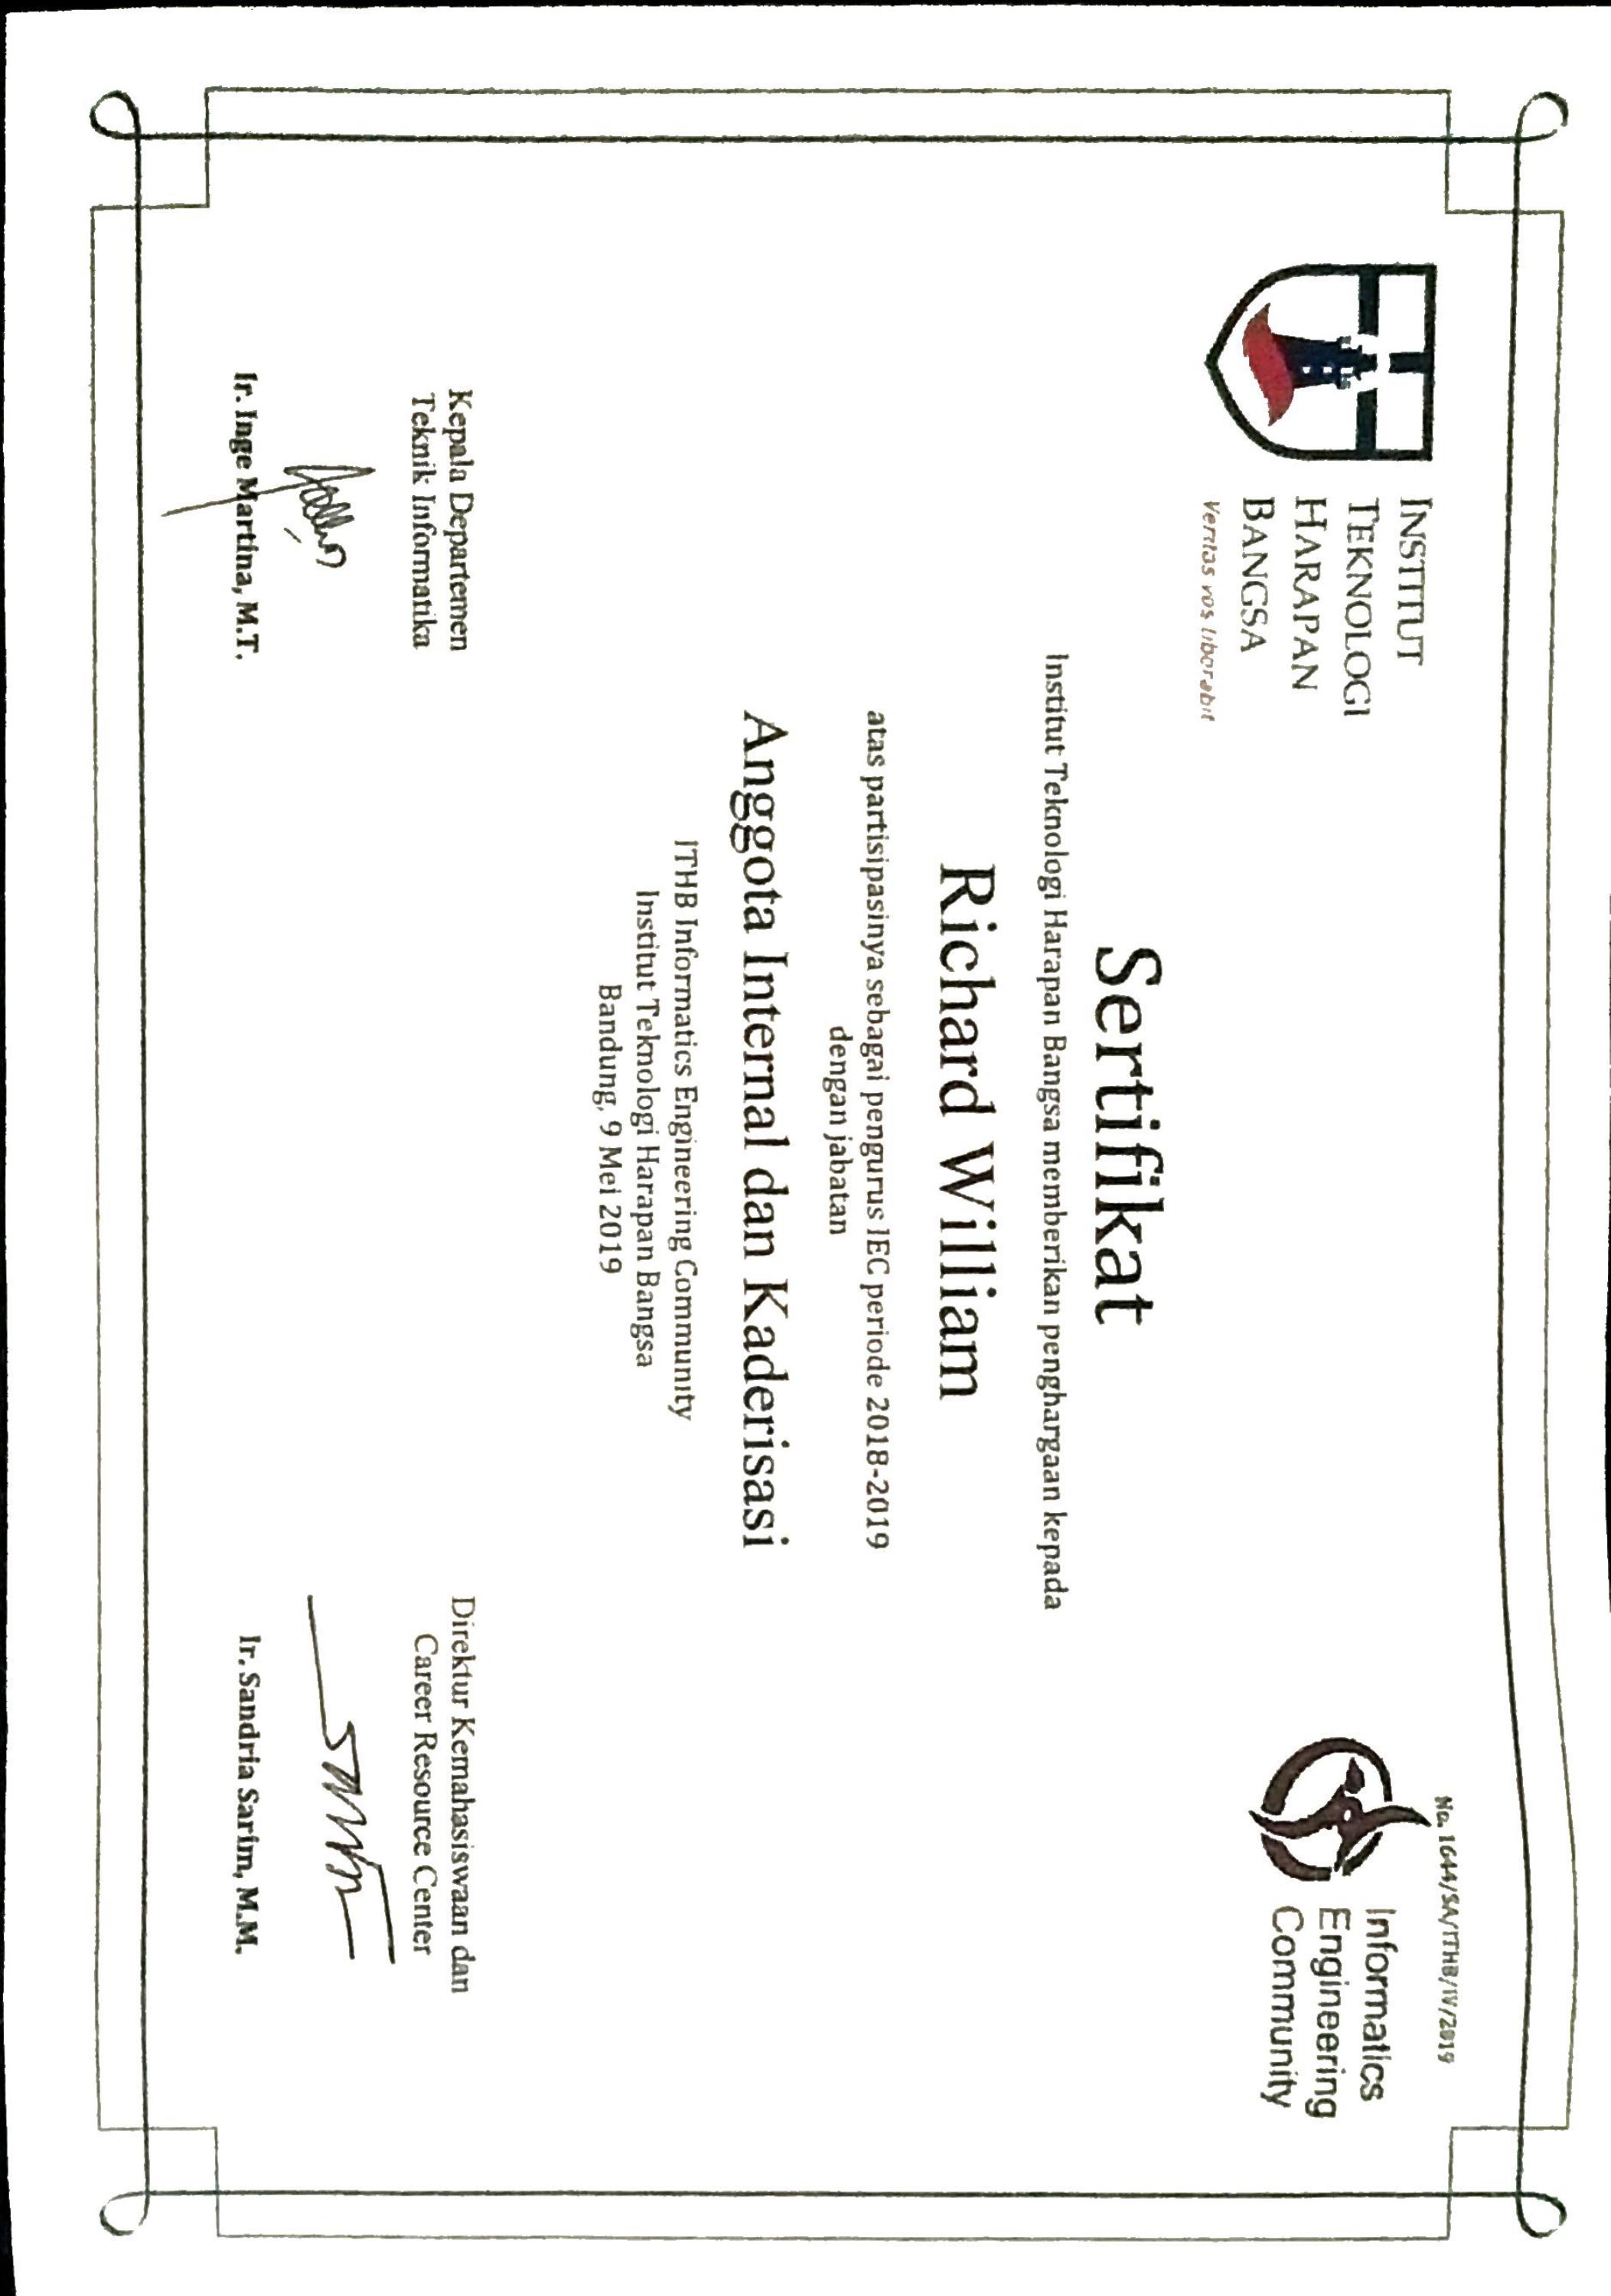 No. 1644/SA/ITHB/IV/2019
INSTITUT
TEKNOLOGI
HARAPAN
BANGSA
Veritas vos liberabit
Informatics
Engineering
Community
Sertifikat
Institut Teknologi Harapan Bangsa memberikan penghargaan kepada
Richard William
atas partisipasinya sebagai pengurus IEC periode 2018-2019
dengan jabatan
Anggota Internal dan Kaderisasi
ITHB Informatics Engineering Community
Institut Teknologi Harapan Bangsa
Bandung, 9 Mei 2019
Kepala Departemen
Teknik Informatika
Ir. Inge Martina, M.T.
Direktur Kemahasiswaan dan
Career Resource Center
Ir. Sandria Sarim, M.M.